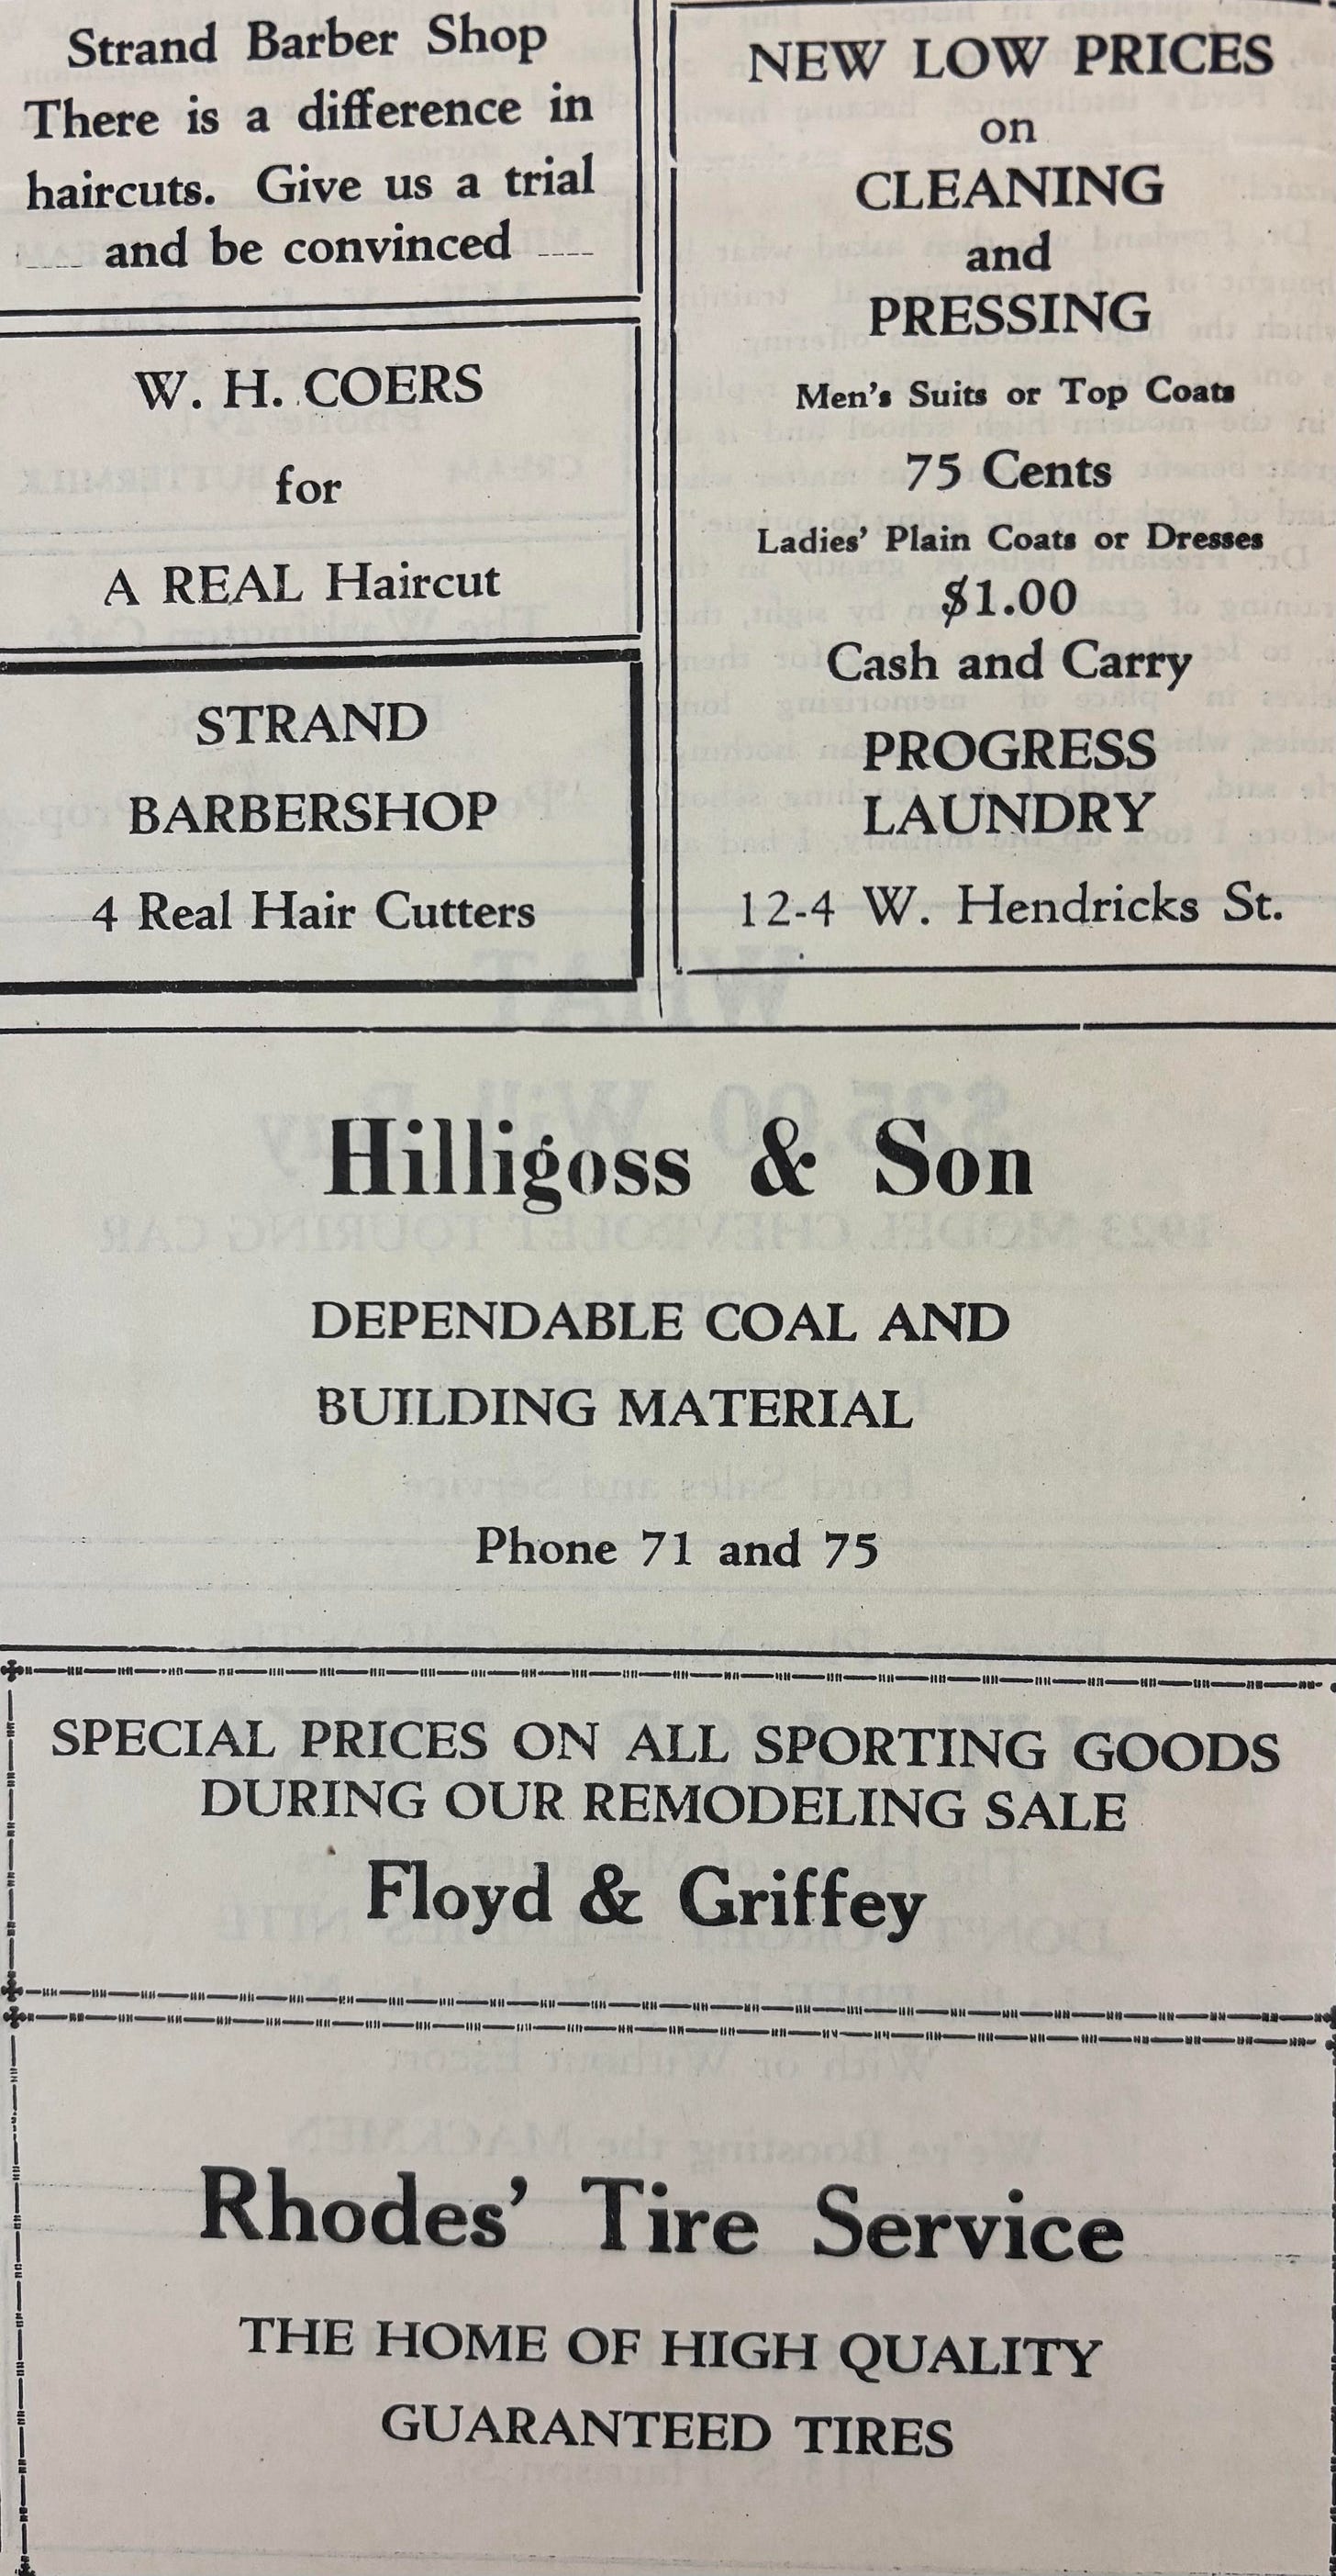 Strand Barber Shop
There is a difference in
haircuts. Give us a trial
and be convinced
W. H. COERS
for
A REAL Haircut
STRAND
BARBERSHOP
4 Real Hair Cutters
NEW LOW PRICES
on
CLEANING
and
PRESSING
Men's Suits or Top Coats
75 Cents
Ladies' Plain Coats or Dresses
$1.00
Cash and Carry
PROGRESS
LAUNDRY
12-4 W. Hendricks St.
Hilligoss & Son
DEPENDABLE COAL AND
BUILDING MATERIAL
Phone 71 and 75
SPECIAL PRICES ON ALL SPORTING GOODS
DURING OUR REMODELING SALE
Floyd & Griffey
Rhodes' Tire Service
THE HOME OF HIGH QUALITY
GUARANTEED TIRES